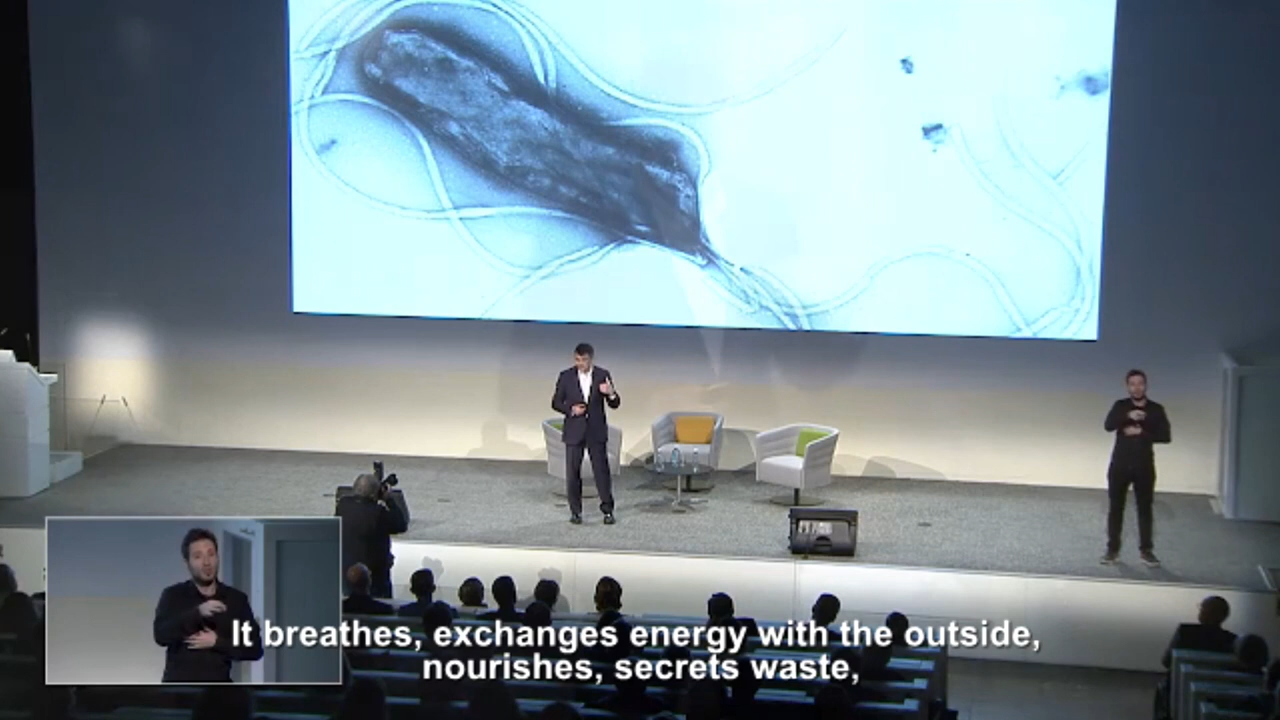 It breathes, exchanges energy with the outside,
nourishes, secrets waste,